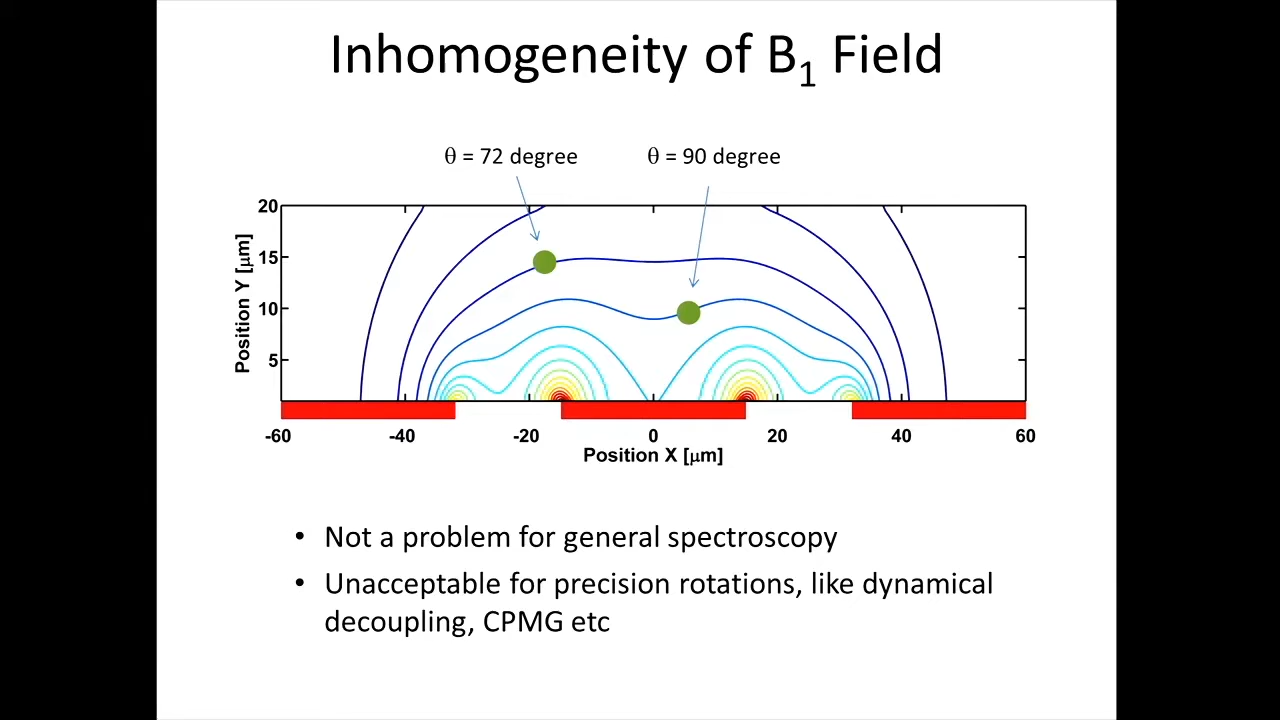 Inhomogeneity of B1 Field
θ = 72 degree
θ = 90 degree
20
15
10
5
Position Y [μm]
-60 -40 -20 0 20 40 60
Position X [μm]
• Not a problem for general spectroscopy
• Unacceptable for precision rotations, like dynamical
decoupling, CPMG etc